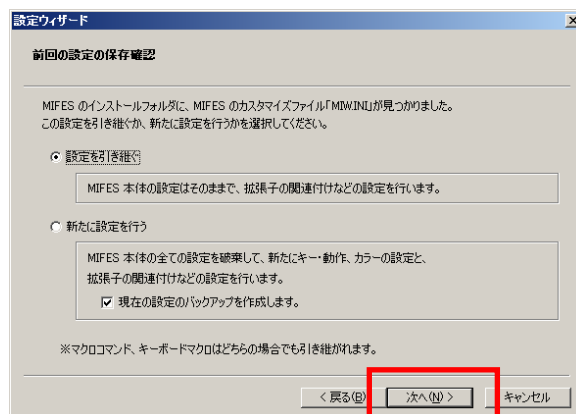 設定ウィザード
前回の設定の保存確認
MIFES のインストールフォルダに、MIFES のカスタマイズファイル「MIW.INI」が見つかりました。
この設定を引き継ぐか、新たに設定を行うかを選択してください。
設定を引き継ぐ
MIFES 本体の設定はそのままで、拡張子の関連付けなどの設定を行います。
新たに設定を行う
MIFES 本体の全ての設定を破棄して、新たにキー・動作、カラーの設定と、
拡張子の関連付けなどの設定を行います。
現在の設定のバックアップを作成します。
※マクロコマンド、キーボードマクロはどちらの場合でも引き継がれます。
< 戻る(B) 次へ(N) > キャンセル